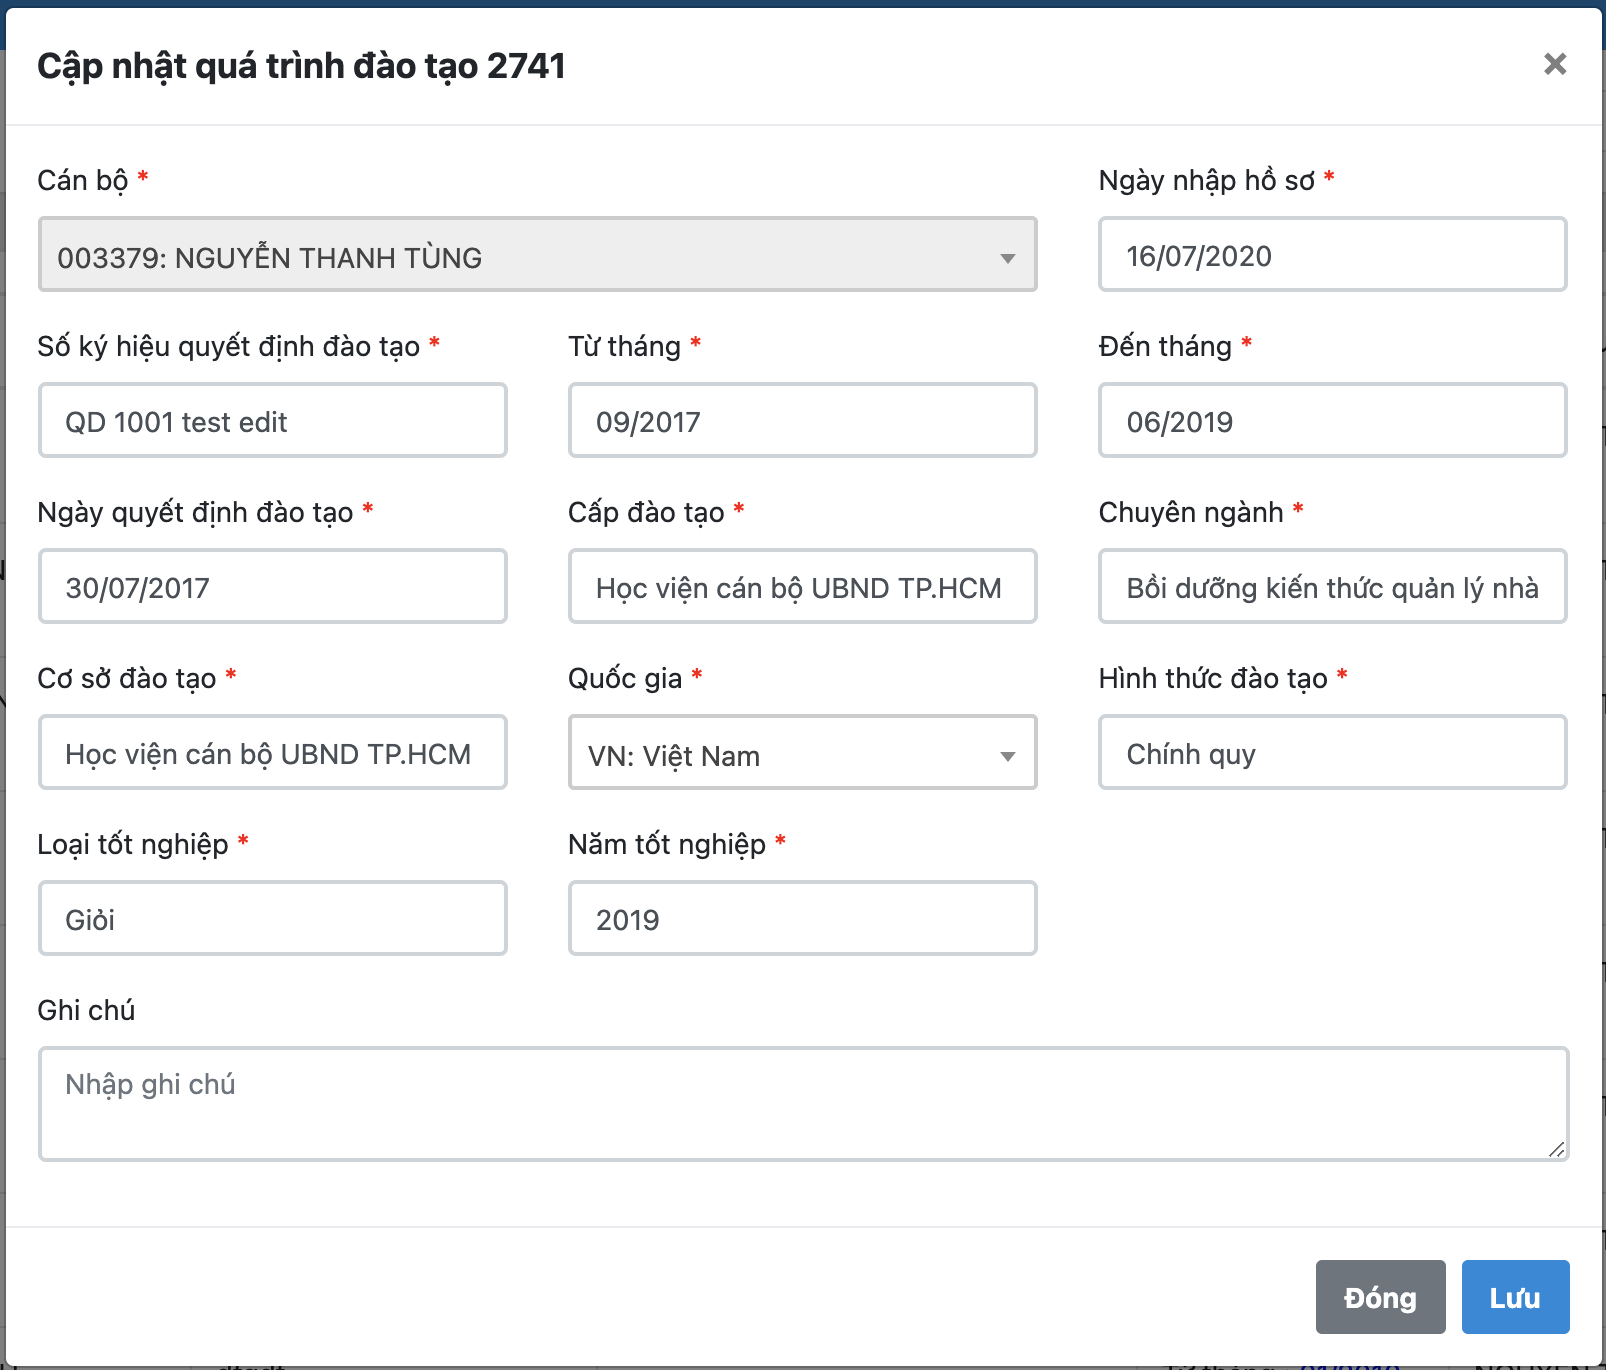 Cập nhật quá trình đào tạo 2741
×
Cán bộ *
Ngày nhập hồ sơ *
003379: NGUYỄN THANH TÙNG
16/07/2020
Số ký hiệu quyết định đào tạo *
Từ tháng *
Đến tháng *
QD 1001 test edit
09/2017
06/2019
Ngày quyết định đào tạo *
Cấp đào tạo *
Chuyên ngành *
30/07/2017
Học viện cán bộ UBND TP.HCM
Bồi dưỡng kiến thức quản lý nhà
Cơ sở đào tạo *
Quốc gia *
Hình thức đào tạo *
Học viện cán bộ UBND TP.HCM
VN: Việt Nam
Chính quy
Loại tốt nghiệp *
Năm tốt nghiệp *
Giỏi
2019
Ghi chú
Nhập ghi chú
Đóng
Lưu